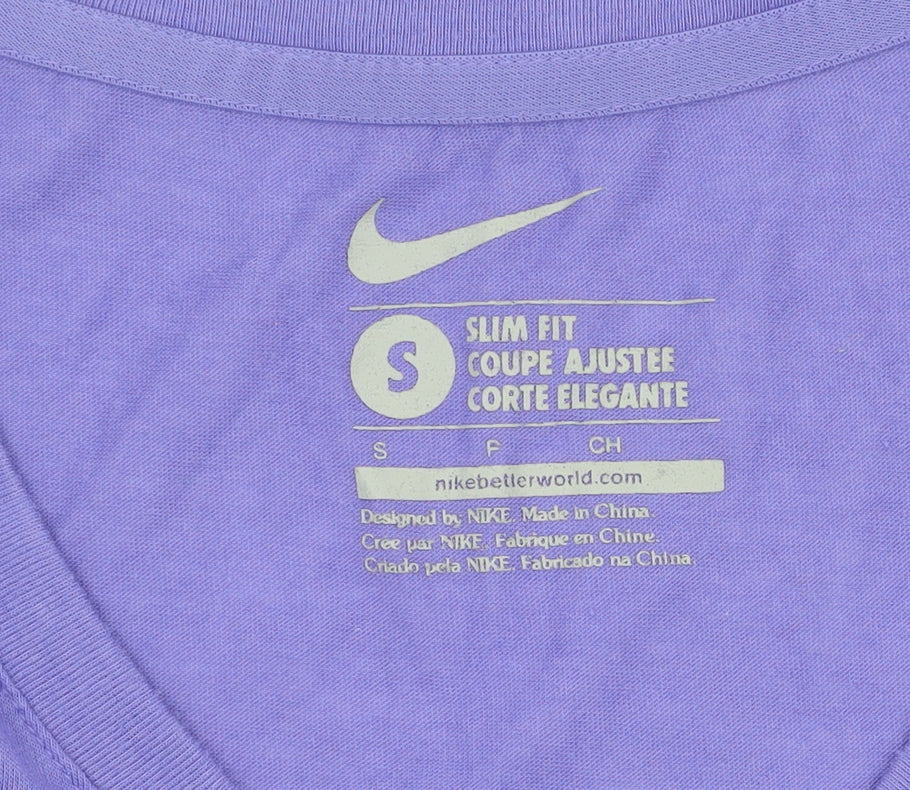 S
SLIM FIT
COUPE AJUSTEE
CORTE ELEGANTE
S P CH
nikebetterworld.com
Designed by NIKE. Made in China.
Cree par NIKE. Fabrique en Chine.
Criado pela NIKE. Fabricado na China.